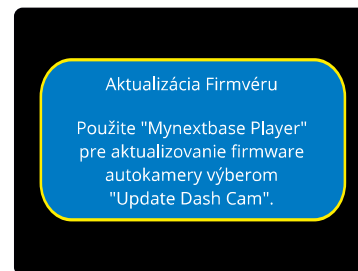 Aktualizácia Firmvéru
Použite "Mynextbase Player"
pre aktualizovanie firmware
autokamery výberom
"Update Dash Cam".